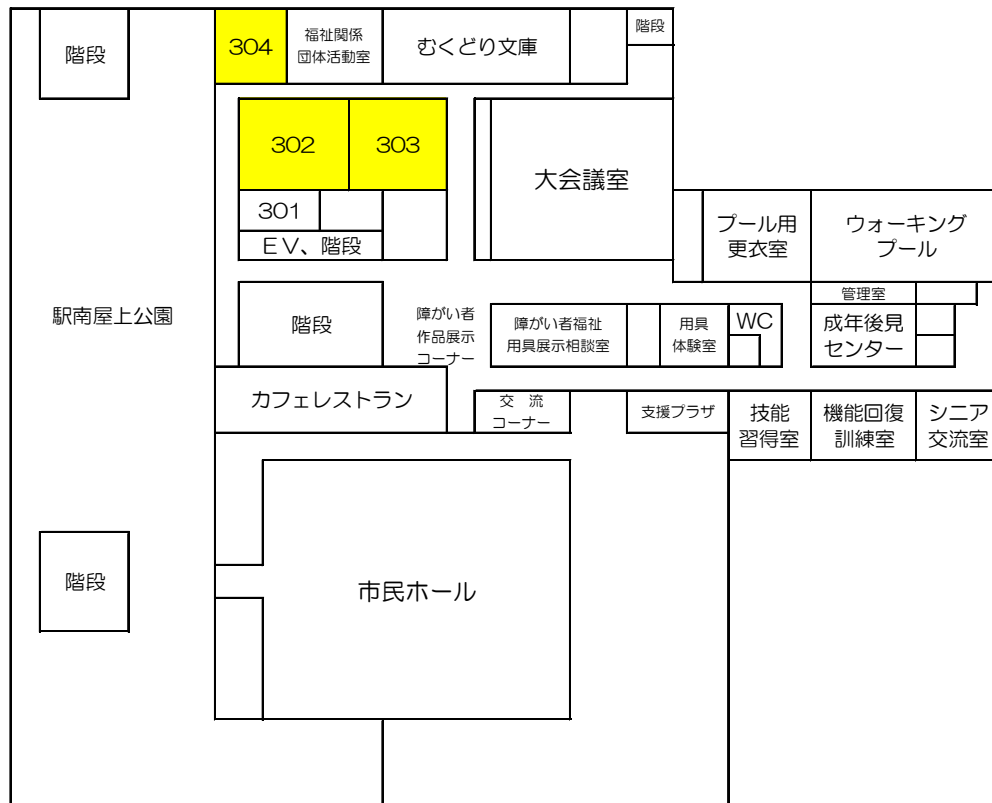 階段
304
福祉関係
団体活動室
むくどり文庫
階段
302
303
大会議室
301
EV、階段
プール用
更衣室
ウォーキング
プール
駅南屋上公園
階段
障がい者
作品展示
コーナー
障がい者福祉
用具展示相談室
用具
体験室
WC
管理室
成年後見
センター
カフェレストラン
交 流
コーナー
支援プラザ
技能
習得室
機能回復
訓練室
シニア
交流室
階段
市民ホール